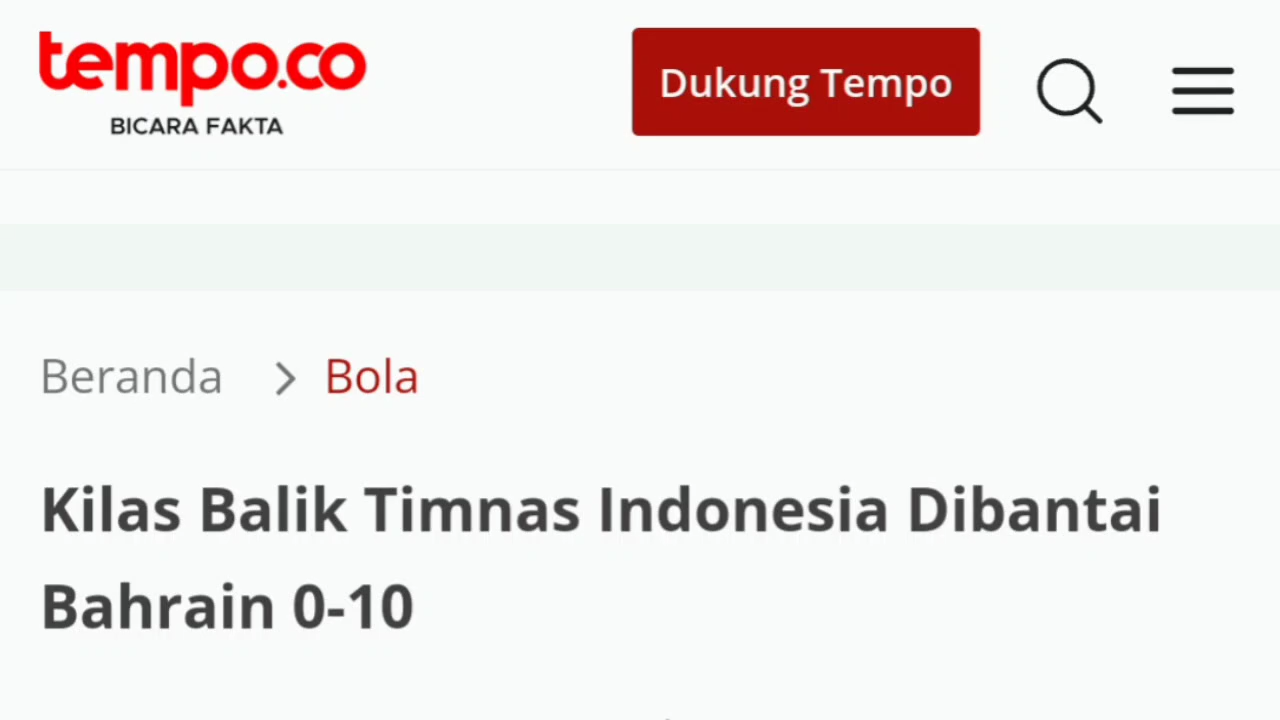 tempo.co
BICARA FAKTA
Dukung Tempo
Beranda > Bola
Kilas Balik Timnas Indonesia Dibantai
Bahrain 0-10